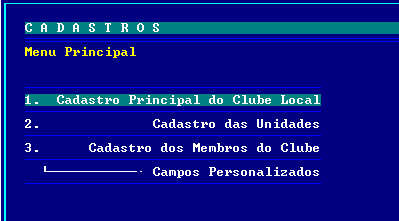 C A D A S T R O S
Menu Principal
1. Cadastro Principal do Clube Local
2. Cadastro das Unidades
3. Cadastro dos Membros do Clube
Campos Personalizados